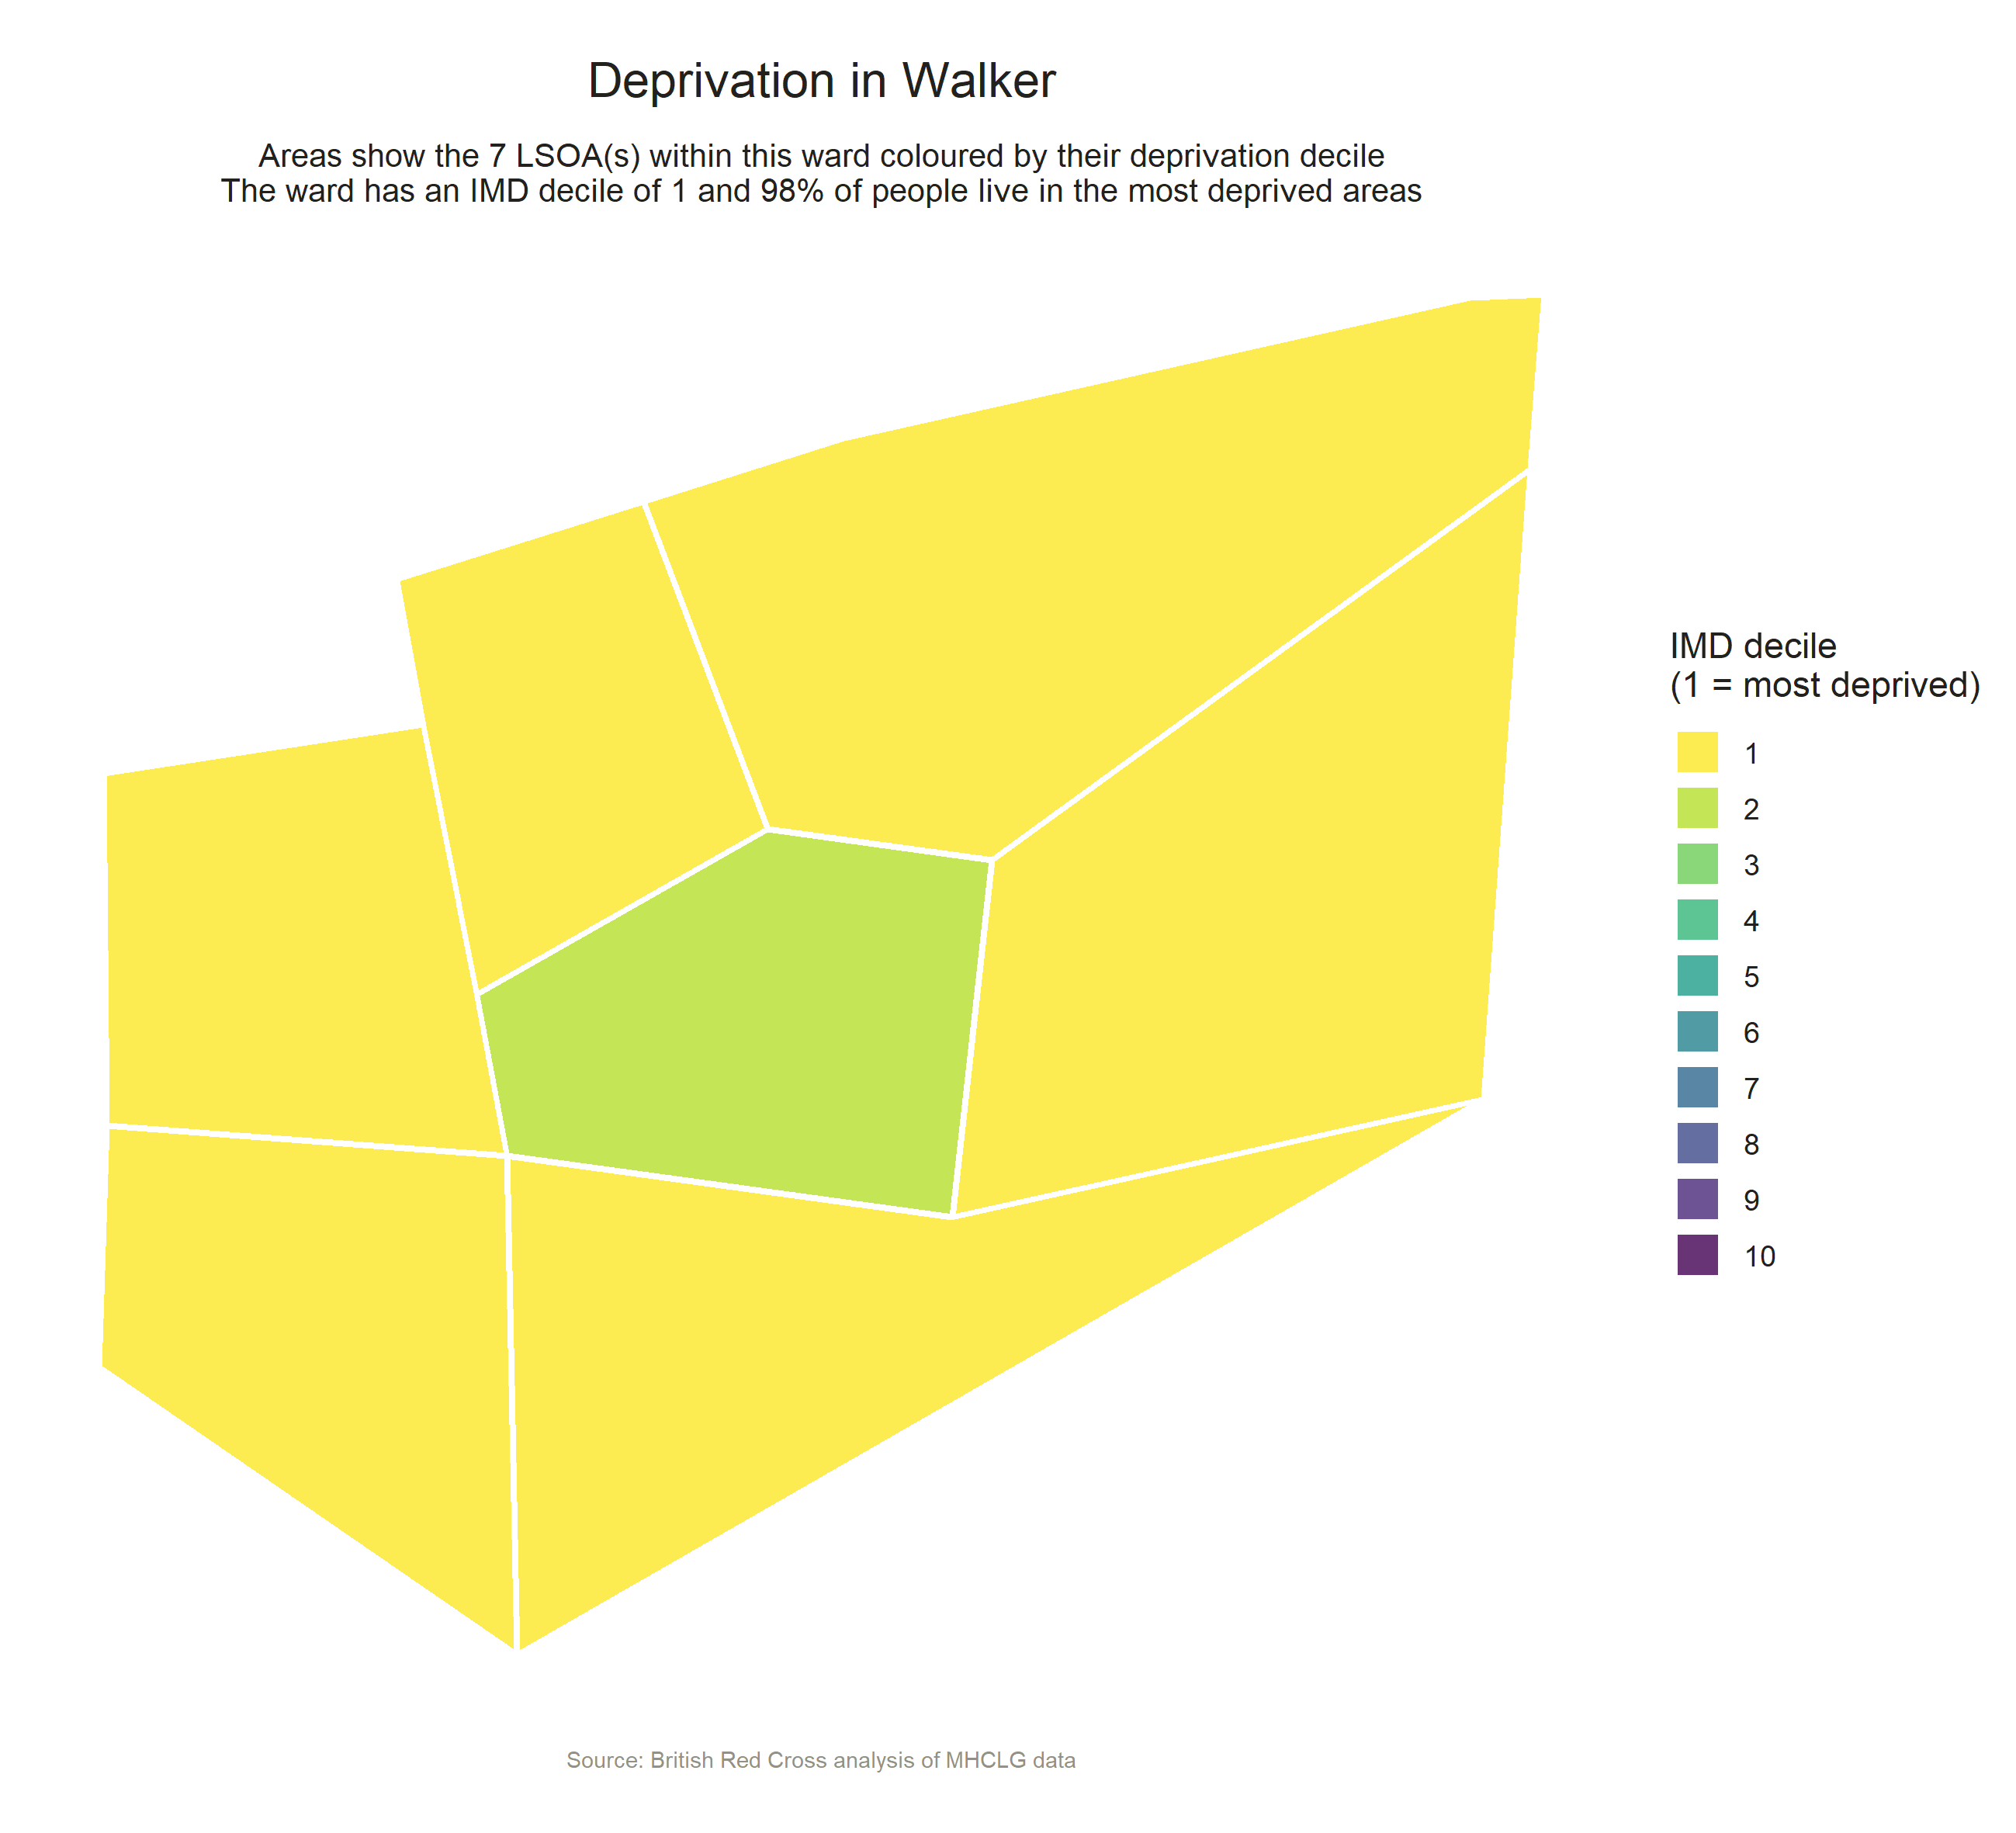 Deprivation in Walker
Areas show the 7 LSOA(s) within this ward coloured by their deprivation decile
The ward has an IMD decile of 1 and 98% of people live in the most deprived areas
IMD decile
(1 = most deprived)
1
2
3
4
5
6
7
8
9
10
Source: British Red Cross analysis of MHCLG data